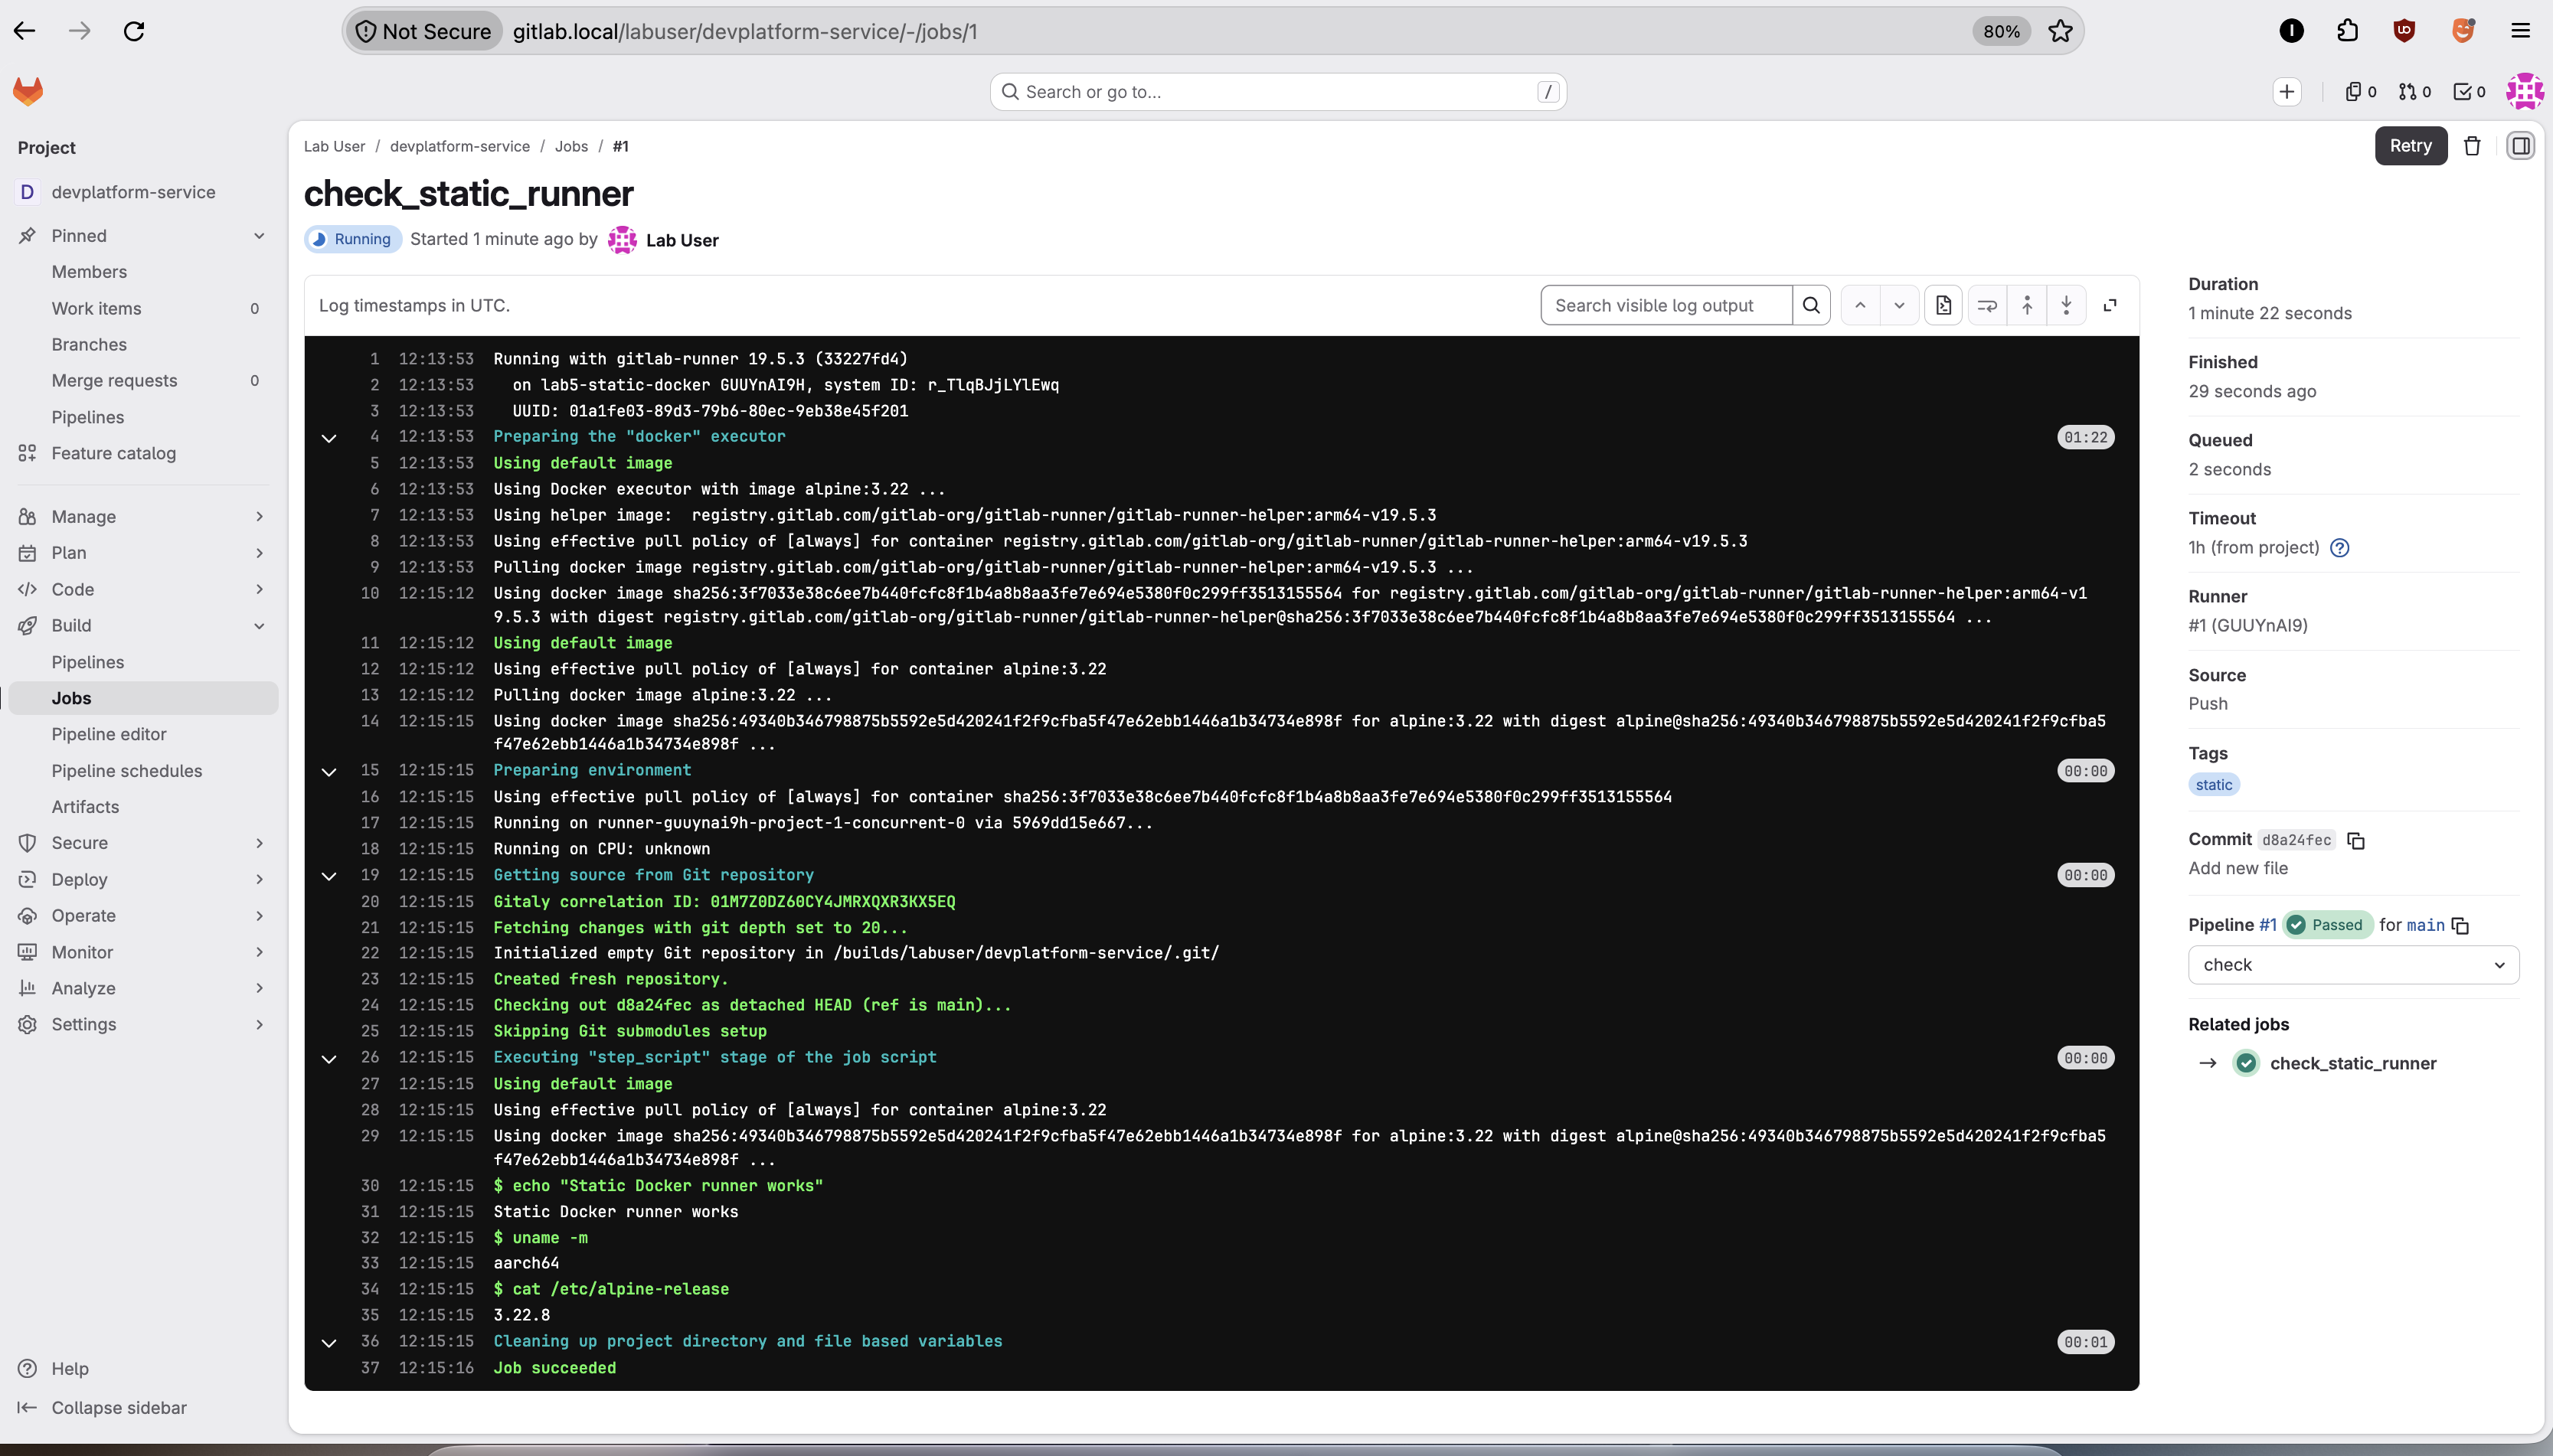 Not Secure gitlab.local/labuser/devplatform-service/-/jobs/1 80%
Search or go to... /
0 0 0
Project
D devplatform-service
Pinned
Members
Work items 0
Branches
Merge requests 0
Pipelines
Feature catalog
Manage
Plan
Code
Build
Pipelines
Jobs
Pipeline editor
Pipeline schedules
Artifacts
Secure
Deploy
Operate
Monitor
Analyze
Settings
Help
Collapse sidebar
Lab User / devplatform-service / Jobs / #1
Retry
check_static_runner
Running Started 1 minute ago by Lab User
Log timestamps in UTC.
Search visible log output
1 12:13:53 Running with gitlab-runner 19.5.3 (33227fd4)
2 12:13:53 on lab5-static-docker GUUYnAI9H, system ID: r_TlqBJjLYlEwq
3 12:13:53 UUID: 01a1fe03-89d3-79b6-80ec-9eb38e45f201
4 12:13:53 Preparing the "docker" executor 01:22
5 12:13:53 Using default image
6 12:13:53 Using Docker executor with image alpine:3.22 ...
7 12:13:53 Using helper image:  registry.gitlab.com/gitlab-org/gitlab-runner/gitlab-runner-helper:arm64-v19.5.3
8 12:13:53 Using effective pull policy of [always] for container registry.gitlab.com/gitlab-org/gitlab-runner/gitlab-runner-helper:arm64-v19.5.3
9 12:13:53 Pulling docker image registry.gitlab.com/gitlab-org/gitlab-runner/gitlab-runner-helper:arm64-v19.5.3 ...
10 12:15:12 Using docker image sha256:3f7033e38c6ee7b440fcfc8f1b4a8b8aa3fe7e694e5380f0c299ff3513155564 for registry.gitlab.com/gitlab-org/gitlab-runner/gitlab-runner-helper:arm64-v1
9.5.3 with digest registry.gitlab.com/gitlab-org/gitlab-runner/gitlab-runner-helper@sha256:3f7033e38c6ee7b440fcfc8f1b4a8b8aa3fe7e694e5380f0c299ff3513155564 ...
11 12:15:12 Using default image
12 12:15:12 Using effective pull policy of [always] for container alpine:3.22
13 12:15:12 Pulling docker image alpine:3.22 ...
14 12:15:15 Using docker image sha256:49340b346798875b5592e5d420241f2f9cfba5f47e62ebb1446a1b34734e898f for alpine:3.22 with digest alpine@sha256:49340b346798875b5592e5d420241f2f9cfba5
f47e62ebb1446a1b34734e898f ...
15 12:15:15 Preparing environment 00:00
16 12:15:15 Using effective pull policy of [always] for container sha256:3f7033e38c6ee7b440fcfc8f1b4a8b8aa3fe7e694e5380f0c299ff3513155564
17 12:15:15 Running on runner-guuynai9h-project-1-concurrent-0 via 5969dd15e667...
18 12:15:15 Running on CPU: unknown
19 12:15:15 Getting source from Git repository 00:00
20 12:15:15 Gitaly correlation ID: 01M7Z0DZ60CY4JMRXQXR3KX5EQ
21 12:15:15 Fetching changes with git depth set to 20...
22 12:15:15 Initialized empty Git repository in /builds/labuser/devplatform-service/.git/
23 12:15:15 Created fresh repository.
24 12:15:15 Checking out d8a24fec as detached HEAD (ref is main)...
25 12:15:15 Skipping Git submodules setup
26 12:15:15 Executing "step_script" stage of the job script 00:00
27 12:15:15 Using default image
28 12:15:15 Using effective pull policy of [always] for container alpine:3.22
29 12:15:15 Using docker image sha256:49340b346798875b5592e5d420241f2f9cfba5f47e62ebb1446a1b34734e898f for alpine:3.22 with digest alpine@sha256:49340b346798875b5592e5d420241f2f9cfba5
f47e62ebb1446a1b34734e898f ...
30 12:15:15 $ echo "Static Docker runner works"
31 12:15:15 Static Docker runner works
32 12:15:15 $ uname -m
33 12:15:15 aarch64
34 12:15:15 $ cat /etc/alpine-release
35 12:15:15 3.22.8
36 12:15:15 Cleaning up project directory and file based variables 00:01
37 12:15:16 Job succeeded
Duration
1 minute 22 seconds
Finished
29 seconds ago
Queued
2 seconds
Timeout
1h (from project)
Runner
#1 (GUUYnAI9)
Source
Push
Tags
static
Commit d8a24fec
Add new file
Pipeline #1 Passed for main
check
Related jobs
→ check_static_runner